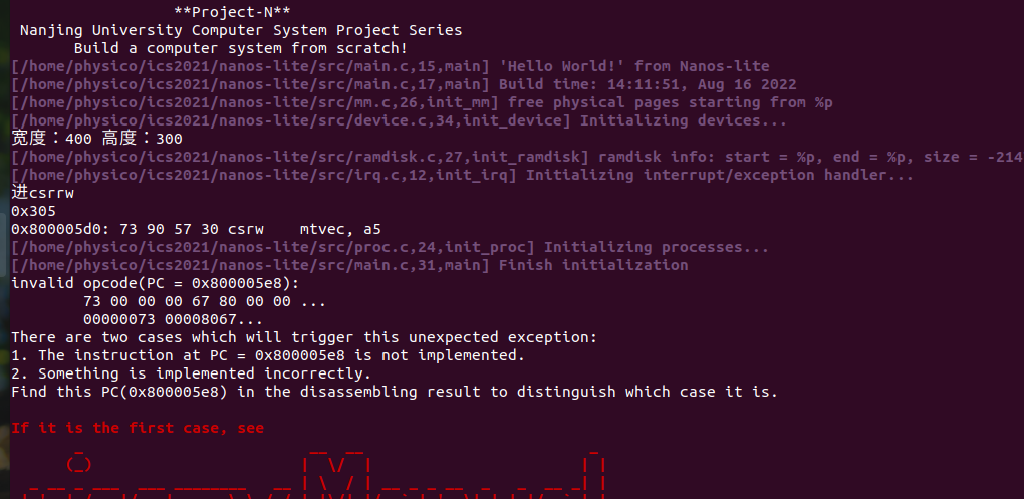 **Project-N**
Nanjing University Computer System Project Series
Build a computer system from scratch!
[/home/physico/ics2021/nanos-lite/src/main.c,15,main] 'Hello World!' from Nanos-lite
[/home/physico/ics2021/nanos-lite/src/main.c,17,main] Build time: 14:11:51, Aug 16 2022
[/home/physico/ics2021/nanos-lite/src/mm.c,26,init_mm] free physical pages starting from %p
[/home/physico/ics2021/nanos-lite/src/device.c,34,init_device] Initializing devices...
宽度：400 高度：300
[/home/physico/ics2021/nanos-lite/src/ramdisk.c,27,init_ramdisk] ramdisk info: start = %p, end = %p, size = -214
[/home/physico/ics2021/nanos-lite/src/irq.c,12,init_irq] Initializing interrupt/exception handler...
进csrrw
0x305
0x800005d0: 73 90 57 30 csrw    mtvec, a5
[/home/physico/ics2021/nanos-lite/src/proc.c,24,init_proc] Initializing processes...
[/home/physico/ics2021/nanos-lite/src/main.c,31,main] Finish initialization
invalid opcode(PC = 0x800005e8):
73 00 00 00 67 80 00 00 ...
00000073 00008067...
There are two cases which will trigger this unexpected exception:
1. The instruction at PC = 0x800005e8 is not implemented.
2. Something is implemented incorrectly.
Find this PC(0x800005e8) in the disassembling result to distinguish which case it is.
If it is the first case, see